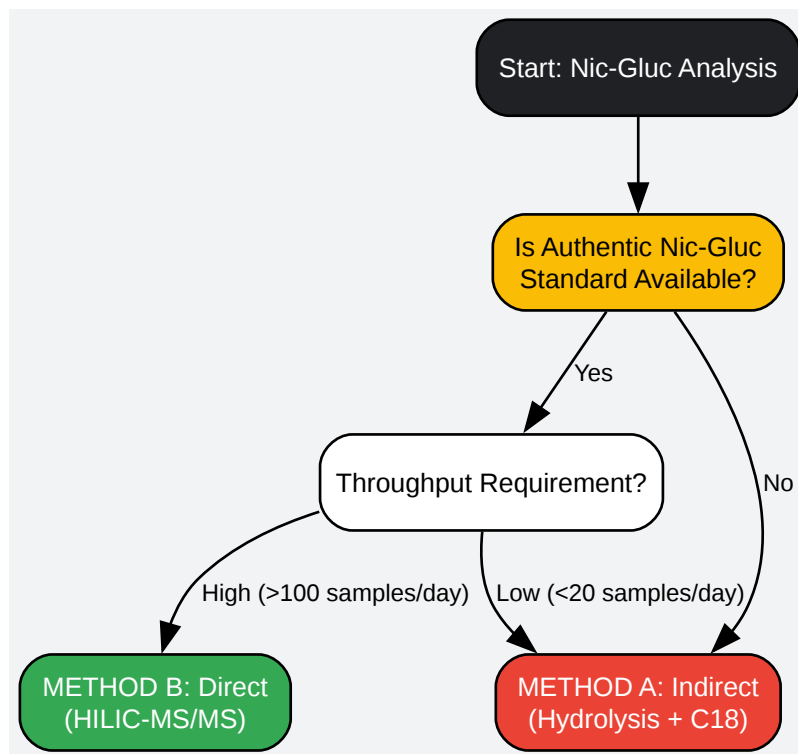 Start: Nic-Gluc Analysis
Is Authentic Nic-Gluc
Standard Available?
Yes
Throughput Requirement?
No
High (>100 samples/day)
Low (<20 samples/day)
METHOD B: Direct
(HILIC-MS/MS)
METHOD A: Indirect
(Hydrolysis + C18)